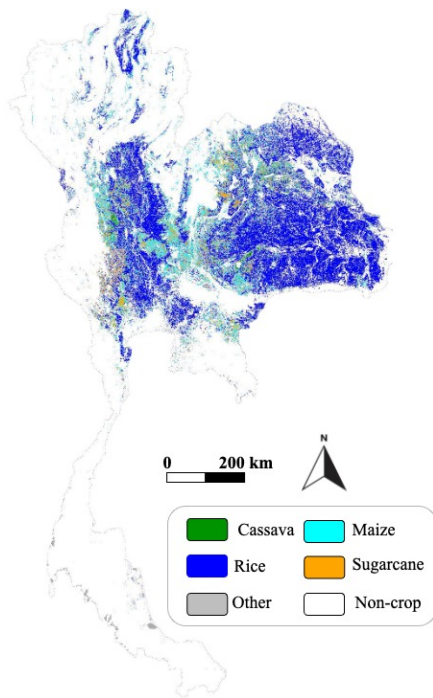 N
0 200 km
Cassava Maize
Rice Sugarcane
Other Non-crop